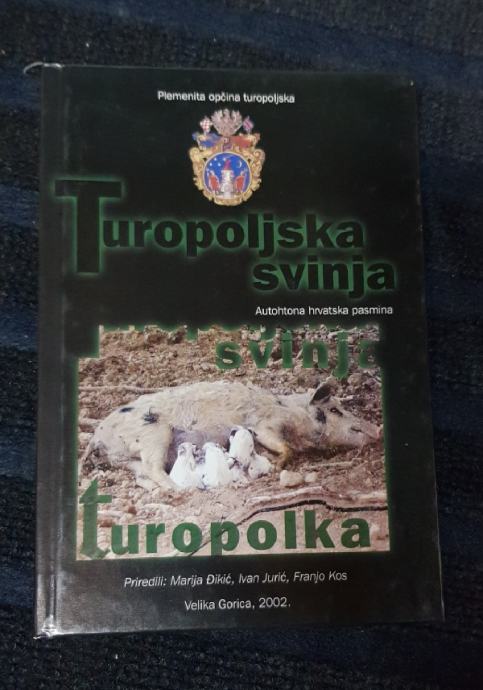 Plemenita općina turopoljska
Turopoljska
svinja
Autohtona hrvatska pasmina
svinja
turopolka
Priredili: Marija Đikić, Ivan Jurić, Franjo Kos
Velika Gorica, 2002.